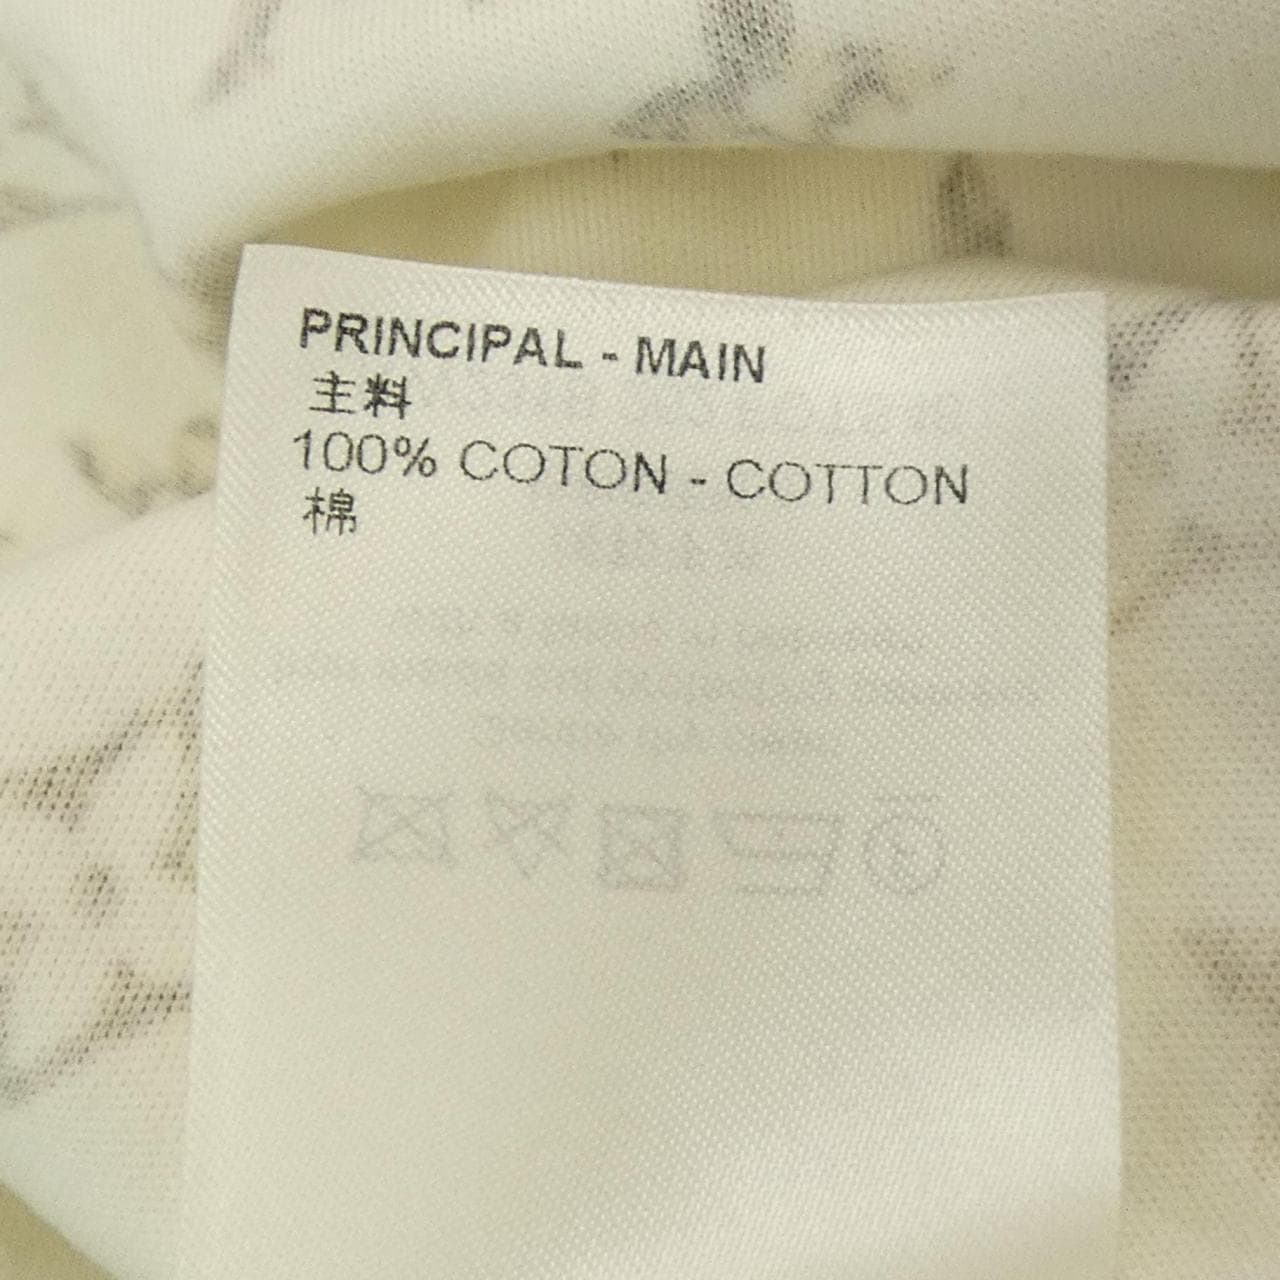 PRINCIPAL - MAIN
主料
100% COTON - COTTON
棉